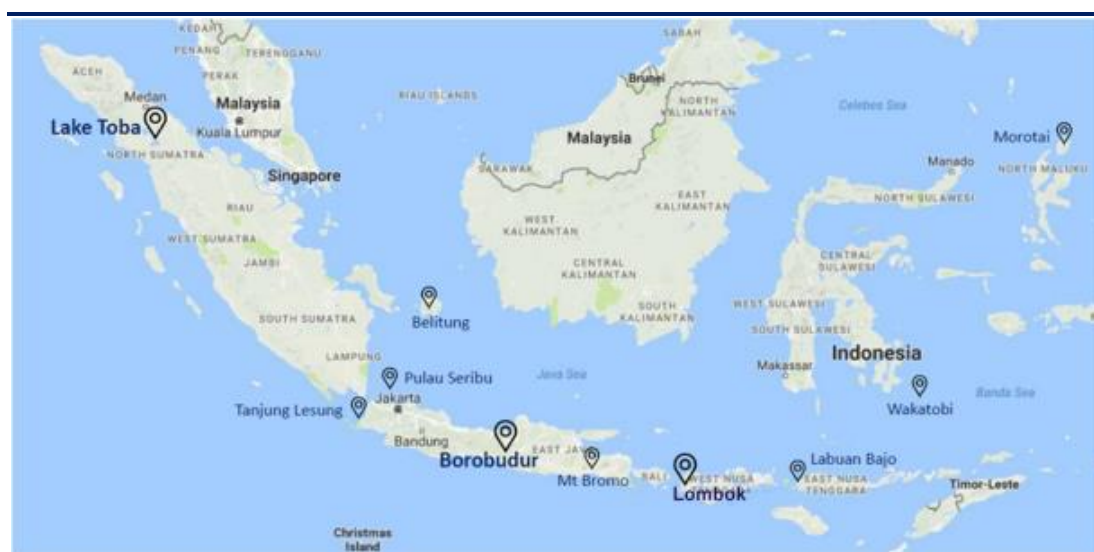 KEDAH
PENANG
TERENGGANU
SABAH
ACEH
PERAK
Brunei
Medan
Malaysia
RIAU ISLANDS
NORTH
KALIMANTAN
Celebes Sea
Lake Toba
Kuala Lumpur
Malaysia
Morotai
NORTH SUMATRA
SARAWAK
Manado
NORTH MALUKU
Singapore
EAST
KALIMANTAN
NORTH SULAWESI
RIAU
WEST
KALIMANTAN
WEST SUMATRA
CENTRAL
SULAWESI
JAMBI
CENTRAL
KALIMANTAN
WEST SULAWESI
SOUTH SUMATRA
Belitung
SOUTH
KALIMANTAN
SOUTH SULAWESI
LAMPUNG
Indonesia
Pulau Seribu
Java Sea
Makassar
Jakarta
Banda Sea
Tanjung Lesung
Wakatobi
Bandung
EAST JA
Borobudur
Labuan Bajo
Mt Bromo
BALI
WEST NUSA
EAST NUSA
TENGGARA
Timor-Leste
Lombok
Christmas
Island